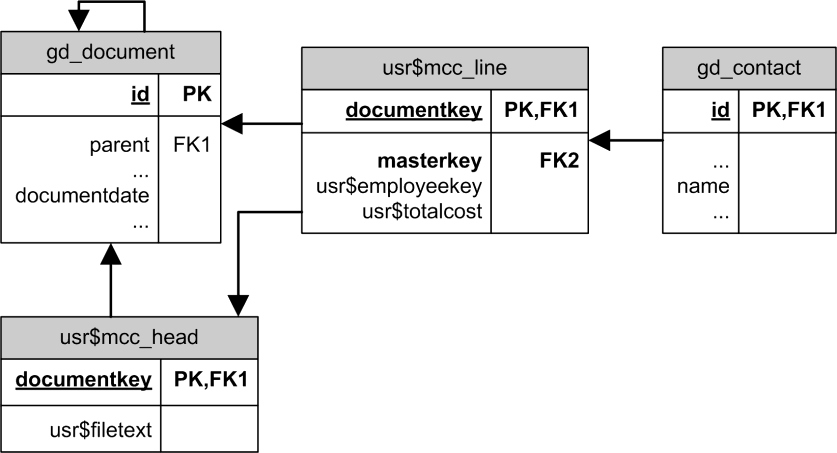 gd_document
id PK
parent FK1
...
documentdate
...
usr$mcc_line
documentkey PK,FK1
masterkey FK2
usr$employeekey
usr$totalcost
gd_contact
id PK,FK1
...
name
...
usr$mcc_head
documentkey PK,FK1
usr$filetext